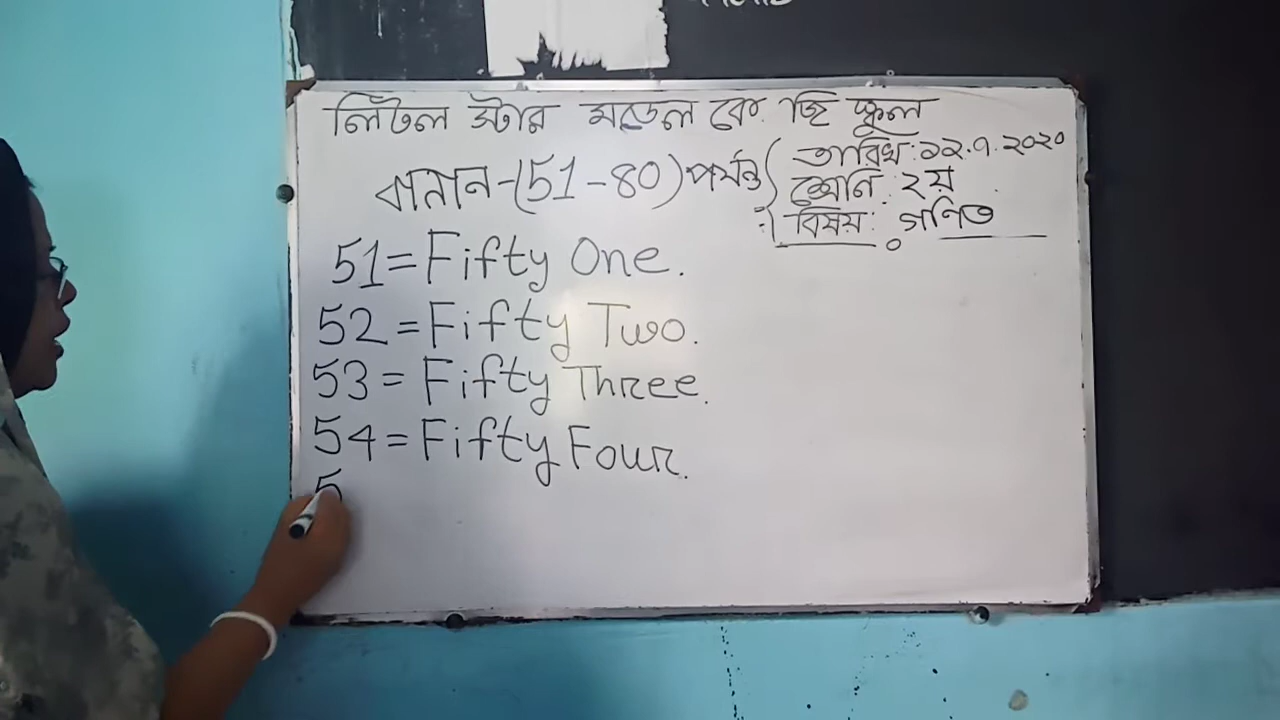 লিটল স্টার মডেল কে. জি স্কুল
বানান-(51-80) পর্যন্ত
তারিখ: ১২.৭.২০২০
শ্রেনি: ২য়
বিষয়: গণিত
51=Fifty One.
52=Fifty Two.
53= Fifty Three.
54= Fifty Four.
5